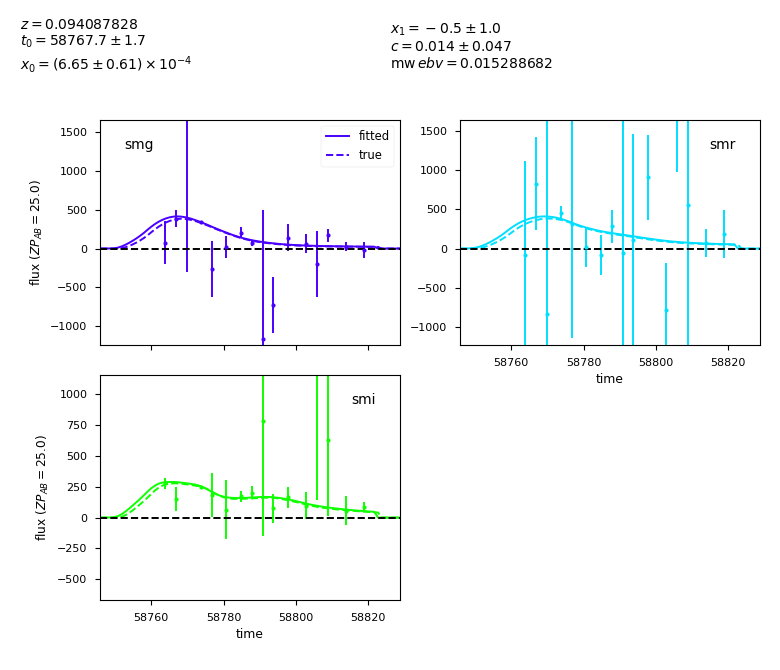 z = 0.094087828
t₀ = 58767.7 ± 1.7
x₀ = (6.65 ± 0.61) × 10⁻⁴
x₁ = −0.5 ± 1.0
c = 0.014 ± 0.047
mw ebv = 0.015288682
smg
fitted
true
1500
1000
500
0
−500
−1000
flux (ZP_AB = 25.0)
smr
1500
1000
500
0
−500
−1000
58760 58780 58800 58820
time
smi
1000
750
500
250
0
−250
−500
flux (ZP_AB = 25.0)
58760 58780 58800 58820
time